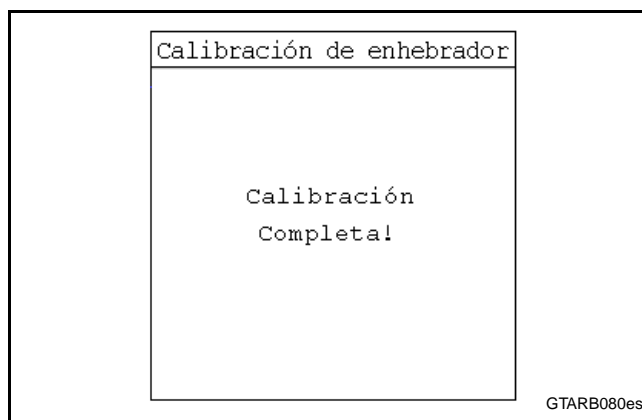 Calibración de enhebrador
Calibración
Completa!
GTARB080es